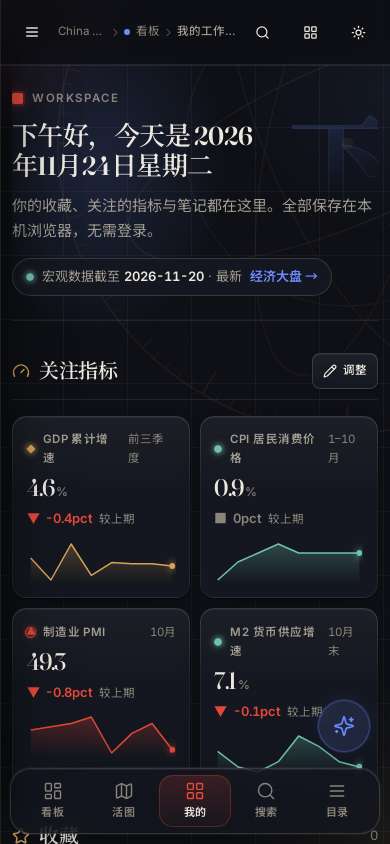 China ... > 看板 > 我的工作...
WORKSPACE
下午好，今天是2026
年11月24日星期二
你的收藏、关注的指标与笔记都在这里。全部保存在本
机浏览器，无需登录。
宏观数据截至 2026-11-20 · 最新 经济大盘 →
关注指标
调整
GDP 累计增速
前三季度
4.6%
▼ -0.4pct 较上期
CPI 居民消费价格
1–10月
0.9%
■ 0pct 较上期
制造业 PMI
10月
49.3
▼ -0.8pct 较上期
M2 货币供应增速
10月末
7.1%
▼ -0.1pct 较上期
看板
活图
我的
搜索
目录
收藏
0